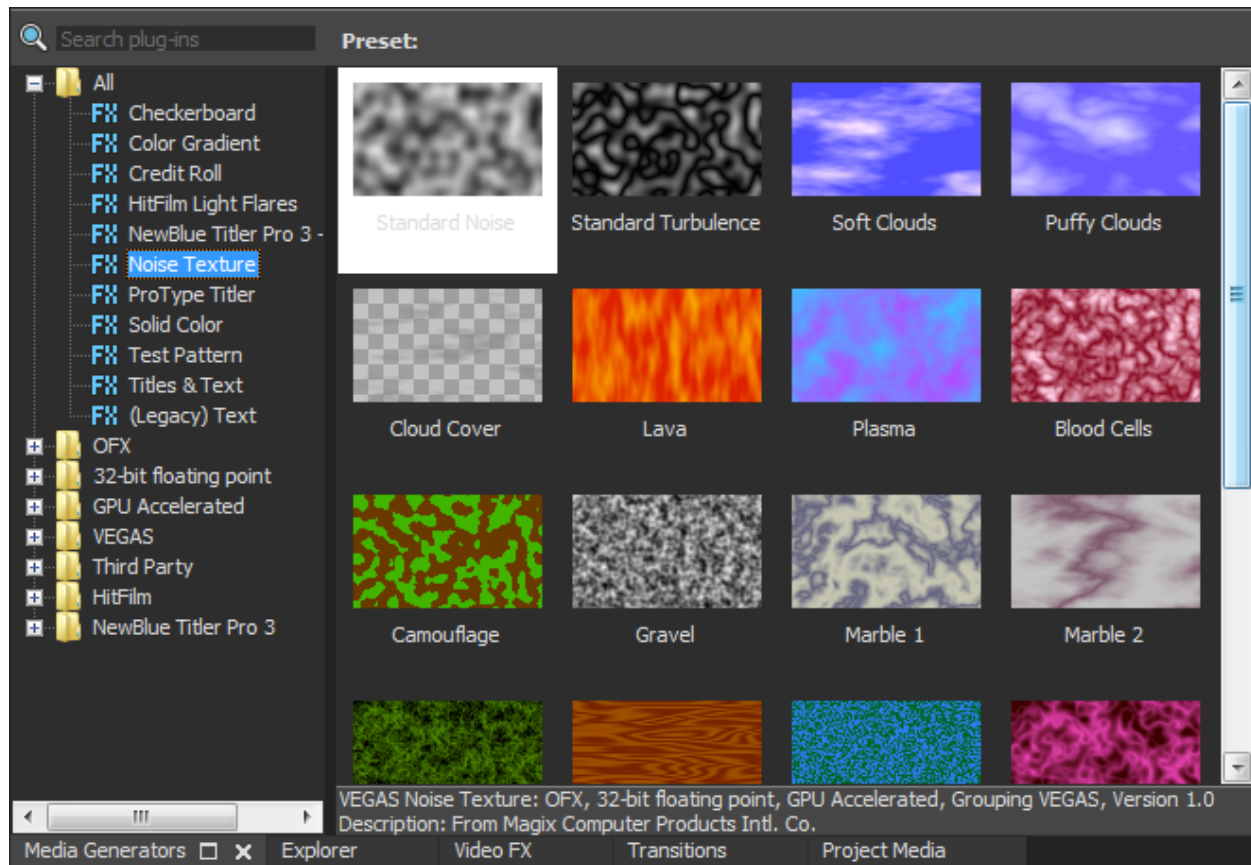 Search plug-ins
Preset:
All
FX Checkerboard
FX Color Gradient
FX Credit Roll
FX HitFilm Light Flares
FX NewBlue Titler Pro 3 -
FX Noise Texture
FX ProType Titler
FX Solid Color
FX Test Pattern
FX Titles & Text
FX (Legacy) Text
OFX
32-bit floating point
GPU Accelerated
VEGAS
Third Party
HitFilm
NewBlue Titler Pro 3
Standard Noise
Standard Turbulence
Soft Clouds
Puffy Clouds
Cloud Cover
Lava
Plasma
Blood Cells
Camouflage
Gravel
Marble 1
Marble 2
VEGAS Noise Texture: OFX, 32-bit floating point, GPU Accelerated, Grouping VEGAS, Version 1.0
Description: From Magix Computer Products Intl. Co.
Media Generators
Explorer
Video FX
Transitions
Project Media